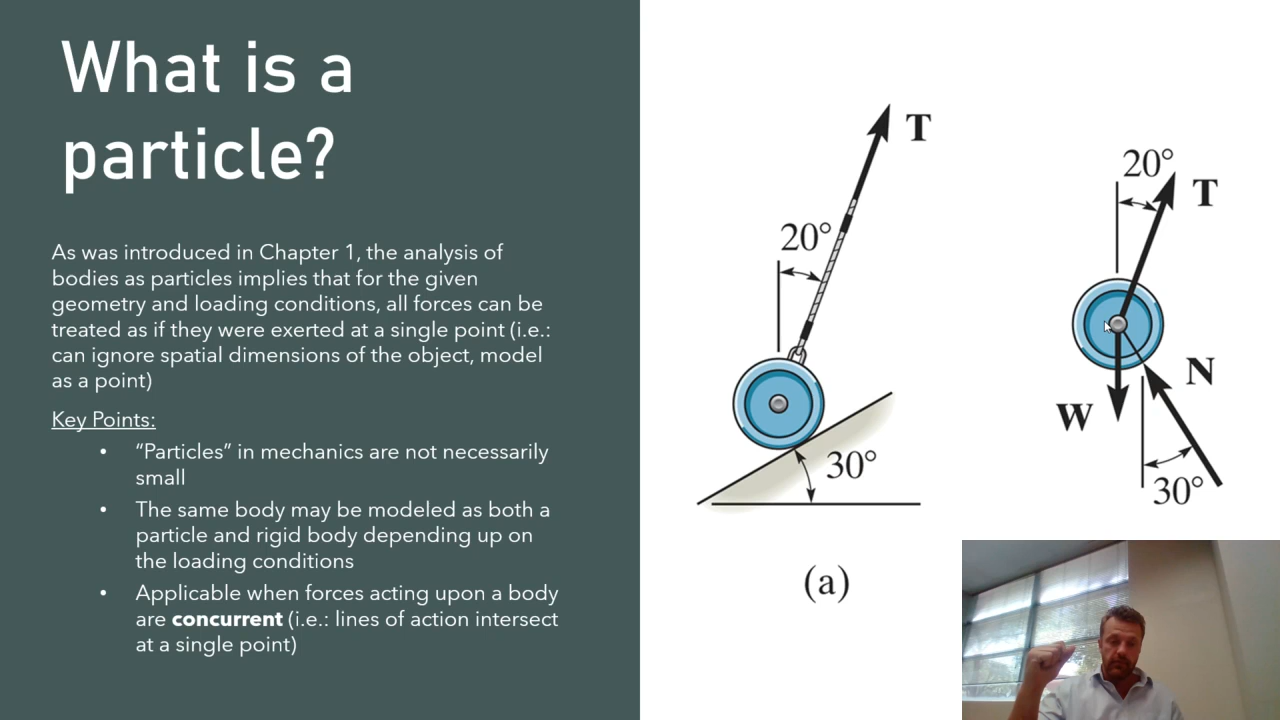 What is a
particle?
As was introduced in Chapter 1, the analysis of
bodies as particles implies that for the given
geometry and loading conditions, all forces can be
treated as if they were exerted at a single point (i.e.:
can ignore spatial dimensions of the object, model
as a point)
Key Points:
• “Particles” in mechanics are not necessarily
small
• The same body may be modeled as both a
particle and rigid body depending up on
the loading conditions
• Applicable when forces acting upon a body
are concurrent (i.e.: lines of action intersect
at a single point)
T
20°
30°
(a)
20°
T
N
W
30°